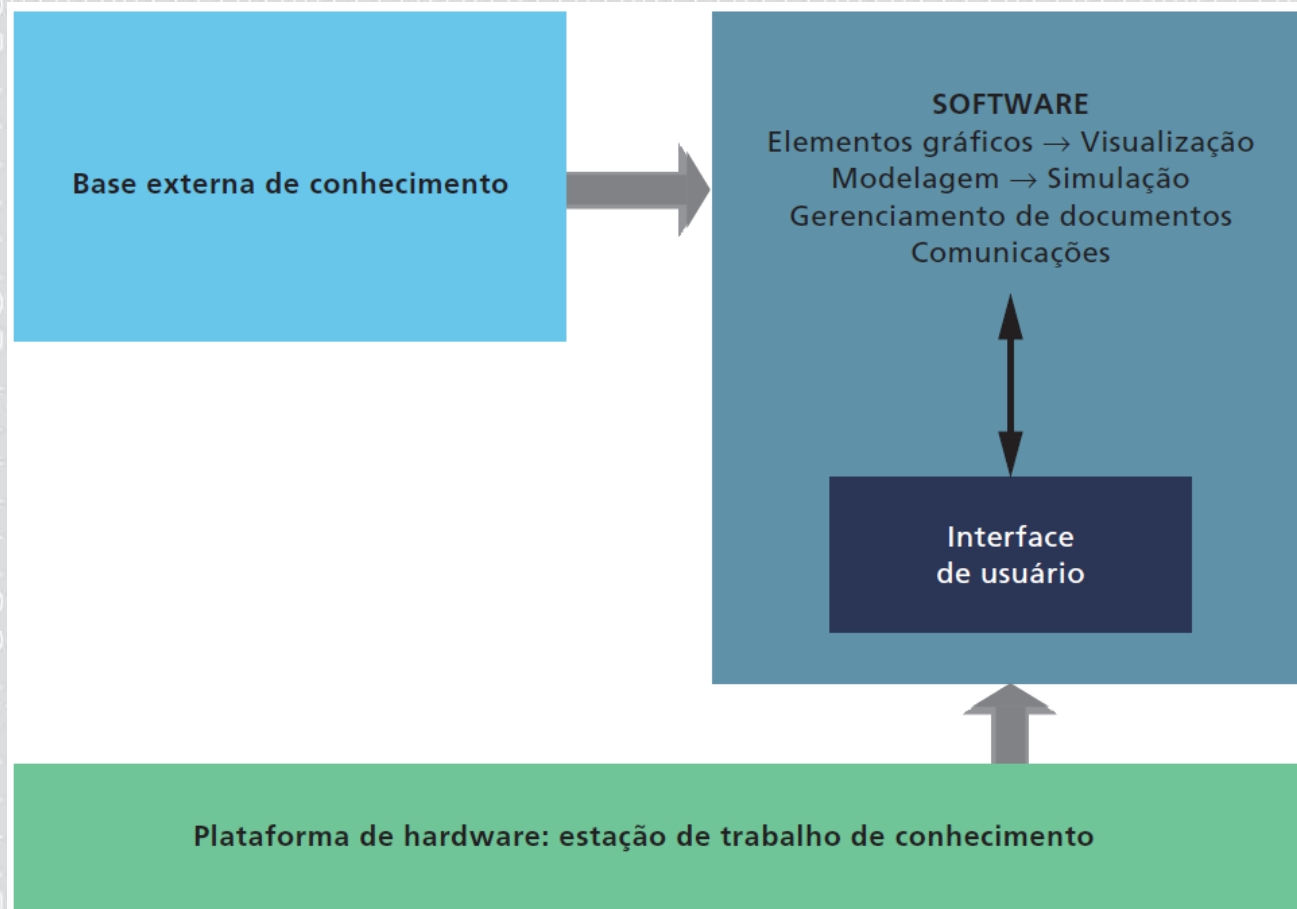 Base externa de conhecimento
SOFTWARE
Elementos gráficos → Visualização
Modelagem → Simulação
Gerenciamento de documentos
Comunicações
Interface
de usuário
Plataforma de hardware: estação de trabalho de conhecimento